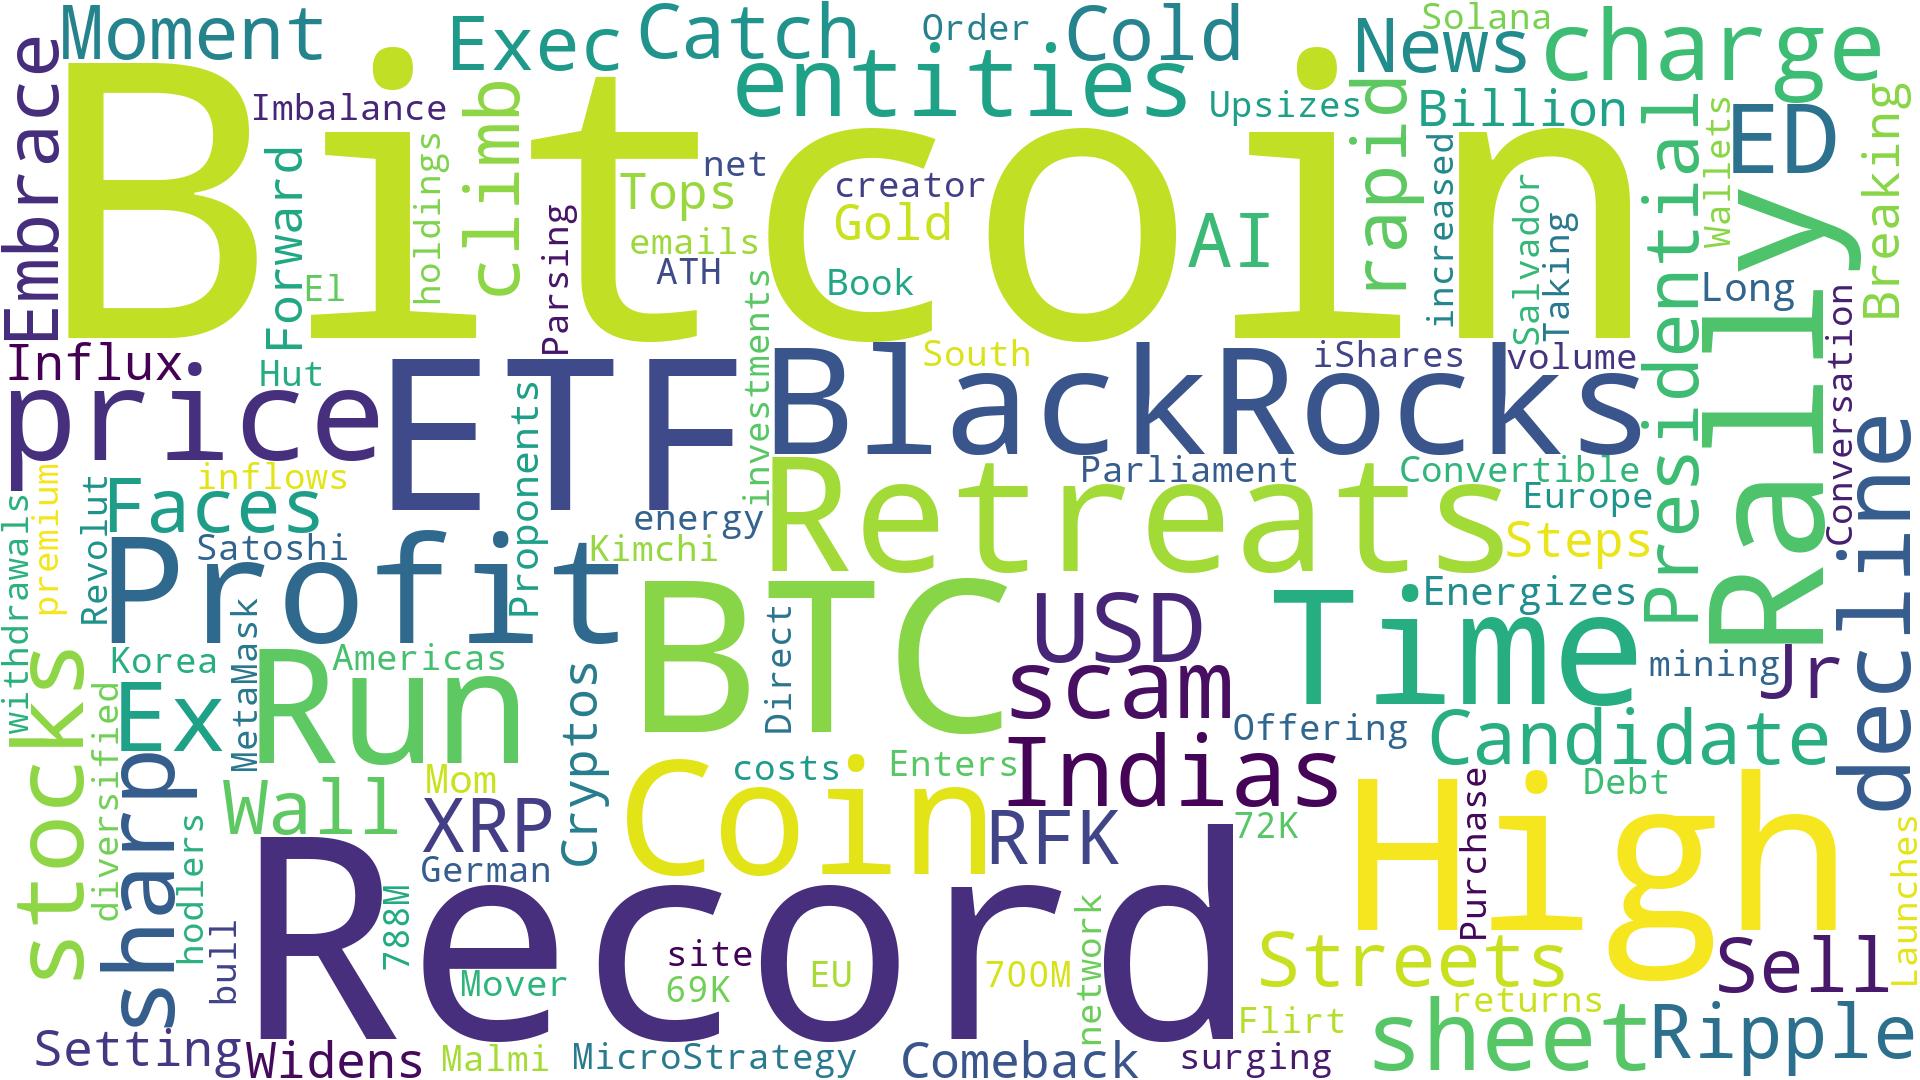 Moment
Exec
Catch
Order
Cold
Solana
News
charge
Embrace
Bitcoin
entities
Imbalance
climb
Upsizes
rapid
Billion
Presidential
Wallets
ED
Breaking
Forward
holdings
Parsing
Tops
net
creator
Gold
AI
increased
Salvador
Taking
Rally
El
emails
ATH
Book
investments
Long
Conversation
Influx
Hut
price
ETF
South
BlackRocks
iShares
volume
decline
Proponents
Retreats
Parliament
Convertible
Europe
Steps
withdrawals
premium
Revolut
inflows
Faces
Satoshi
Profit
energy
Kimchi
BTC
Direct
USD
Time
Energizes
stocks
Korea
MetaMask
Americas
Run
Cryptos
scam
mining
Jr
diversified
Ex
sharp
Offering
Candidate
Wall
Mom
Coin
costs
Enters
Indias
Debt
XRP
German
RFK
72K
High
Purchase
hodlers
bull
788M
Record
network
Launches
Mover
site
69K
EU
700M
Streets
Sell
returns
Flirt
sheet
Ripple
Setting
Widens
Malmi
MicroStrategy
Comeback
surging